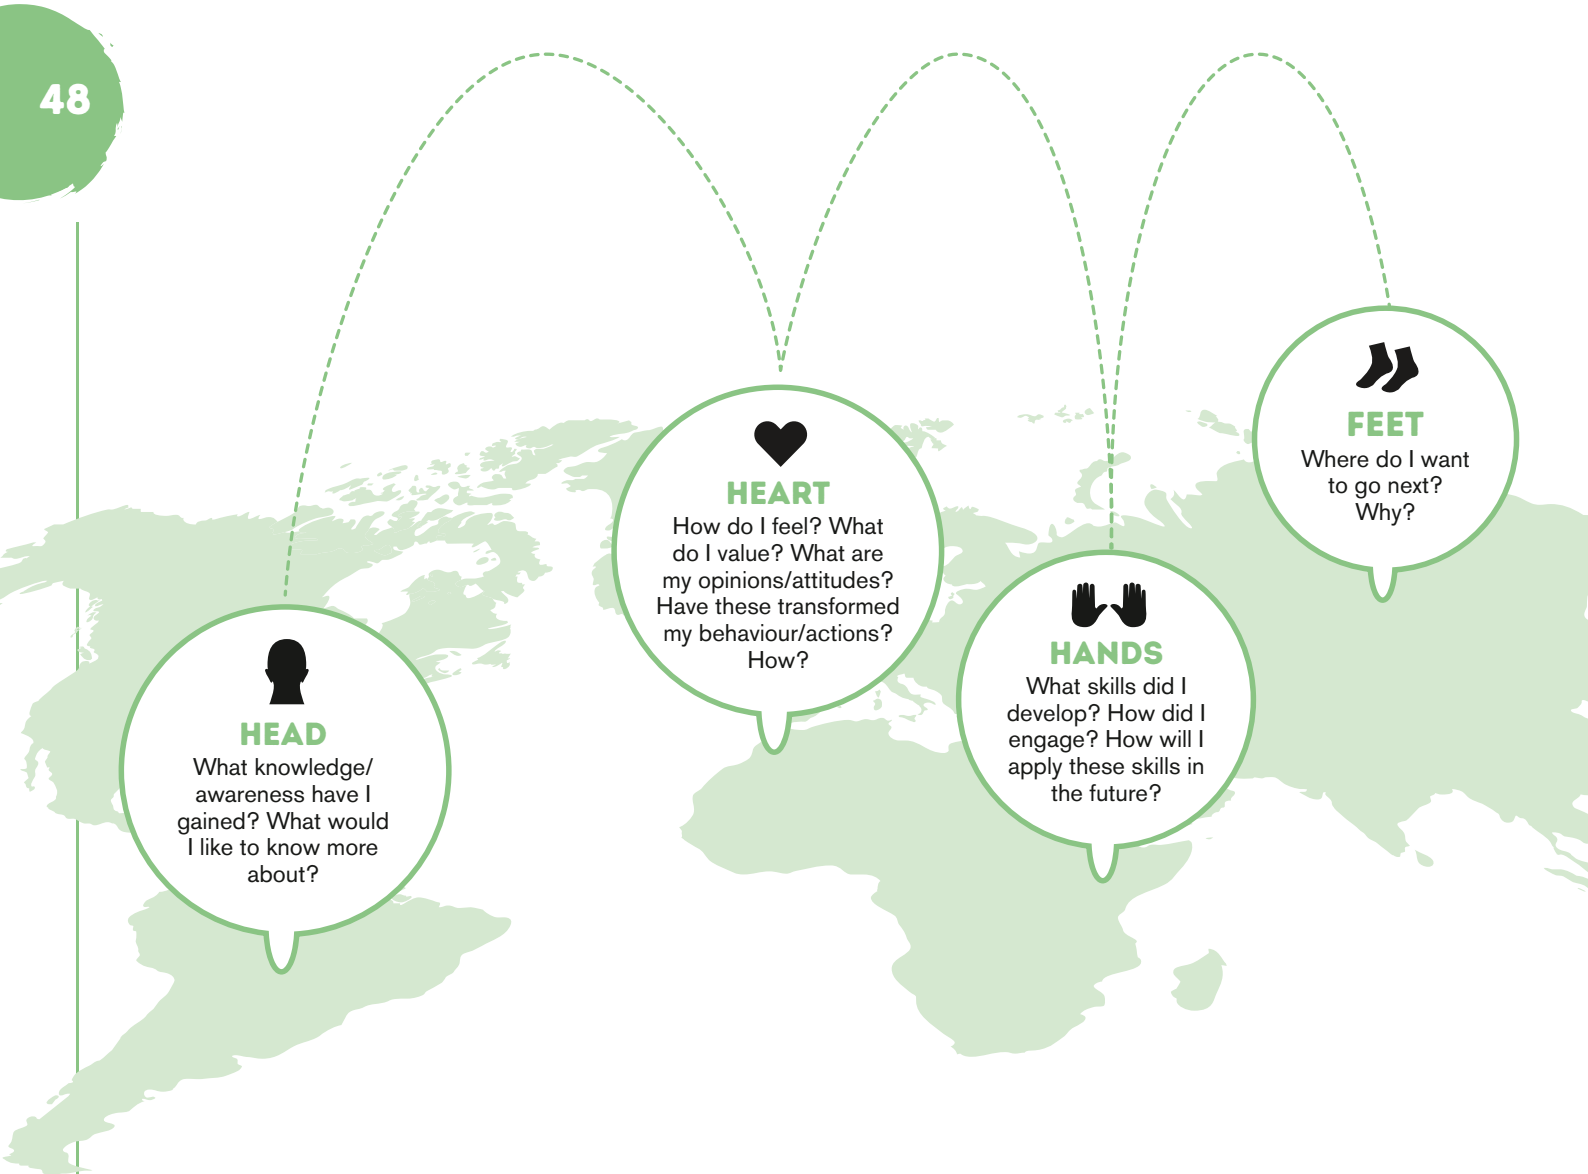 48
HEAD
What knowledge/
awareness have I
gained? What would
I like to know more
about?
HEART
How do I feel? What
do I value? What are
my opinions/attitudes?
Have these transformed
my behaviour/actions?
How?
HANDS
What skills did I
develop? How did I
engage? How will I
apply these skills in
the future?
FEET
Where do I want
to go next?
Why?